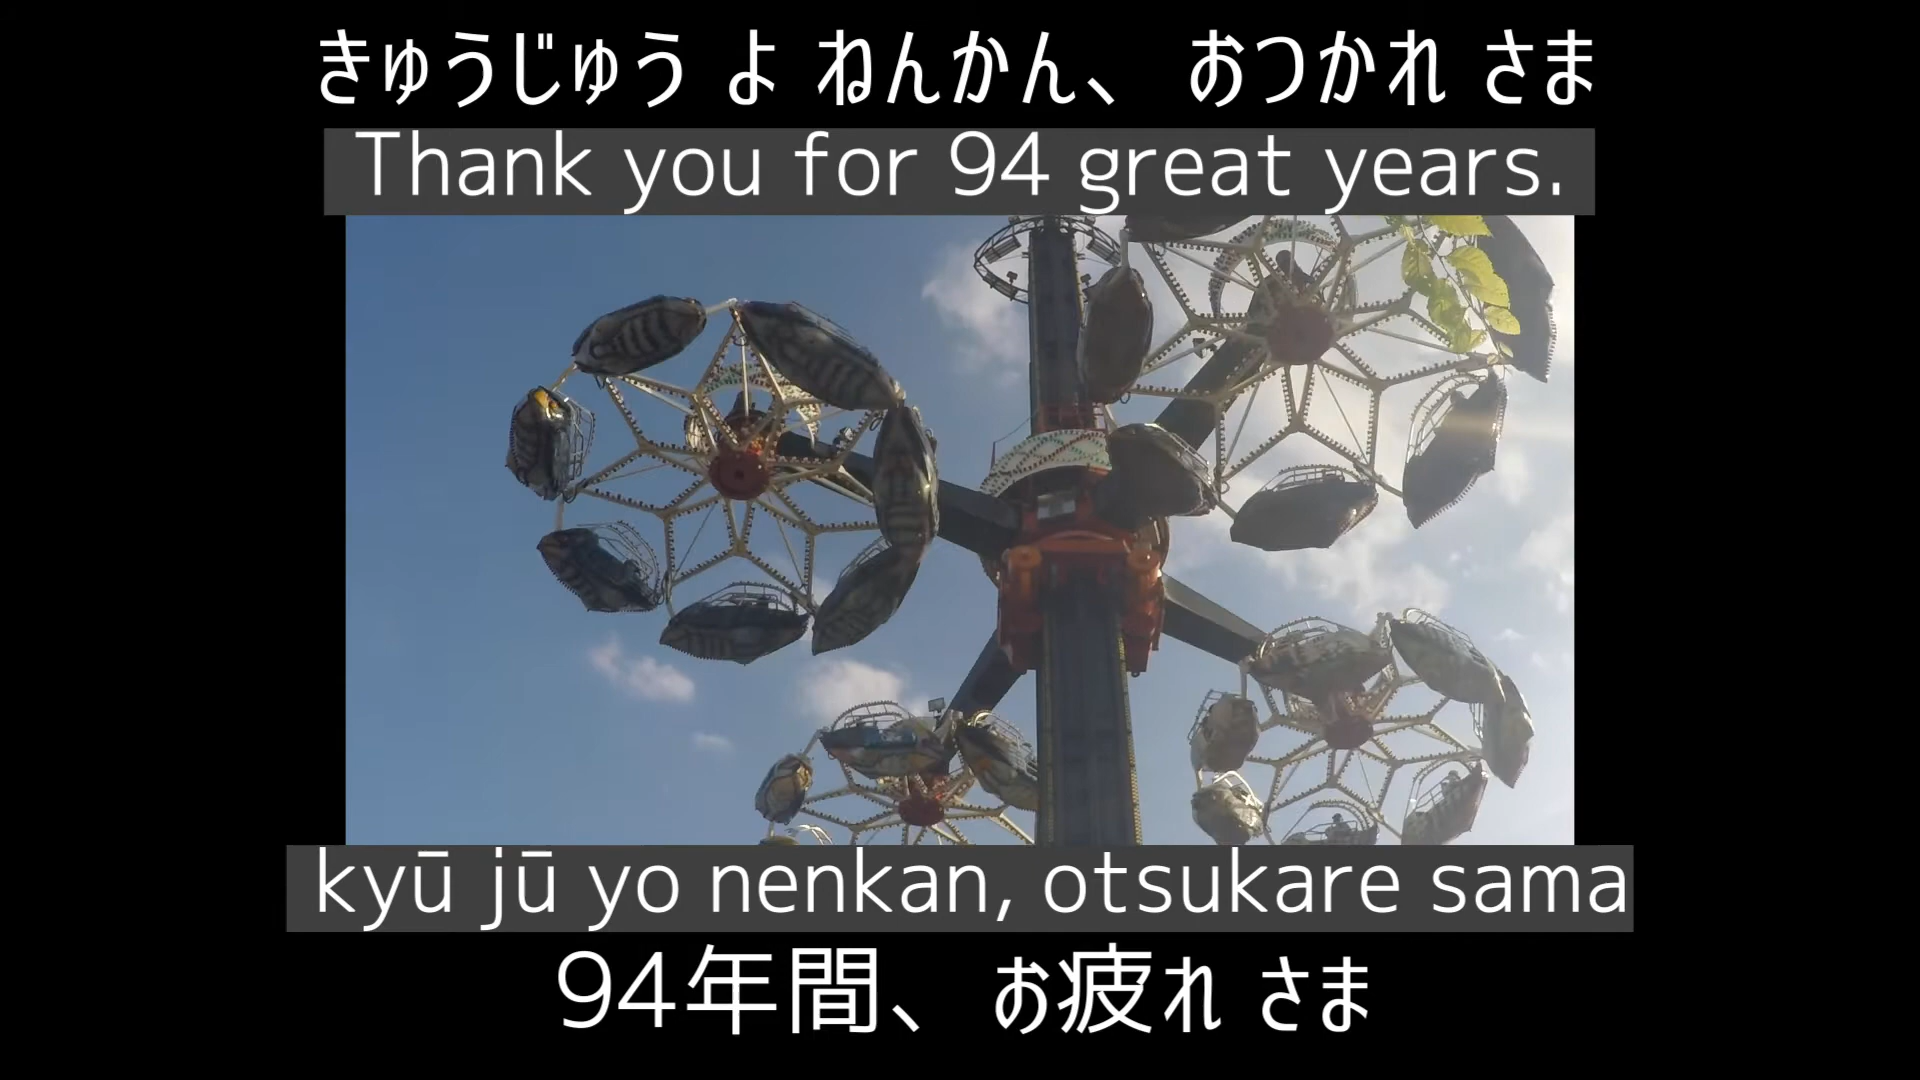 きゅうじゅう よ ねんかん、 おつかれ さま
Thank you for 94 great years.
kyū jū yo nenkan, otsukare sama
94年間、お疲れ さま